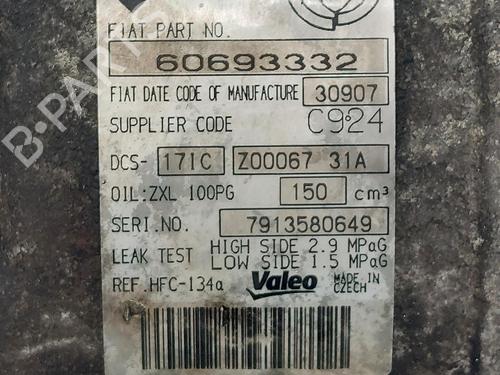 FIAT PART NO.
60693332
FIAT DATE CODE OF MANUFACTURE 30907
SUPPLIER CODE C924
DCS- 17IC Z00067 31A
OIL:ZXL 100PG 150 cm³
SERI.NO. 7913580649
LEAK TEST HIGH SIDE 2.9 MPaG
LOW SIDE 1.5 MPaG
REF.HFC-134a Valeo MADE IN CZECH
B-PARTS